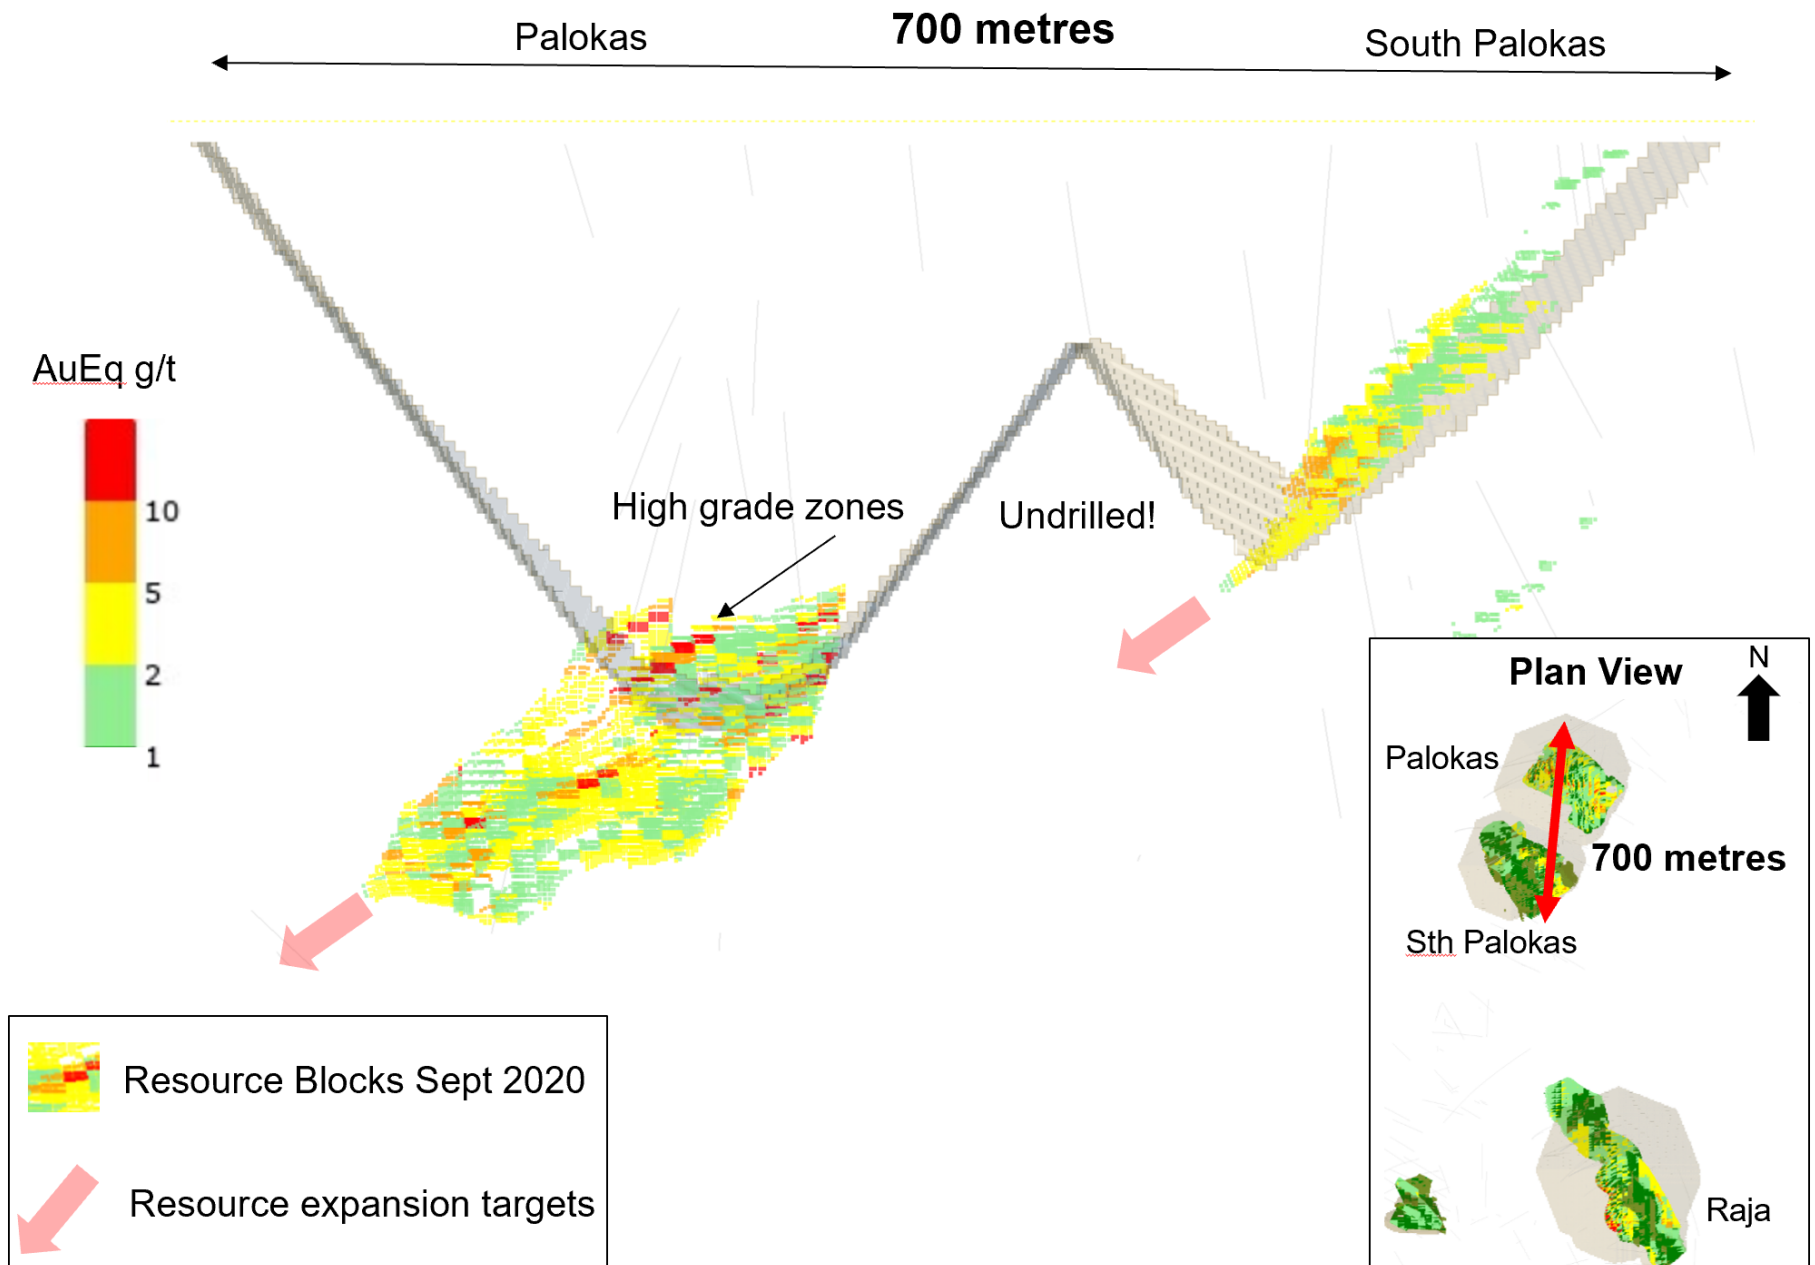 Palokas
700 metres
South Palokas
AuEq g/t
10
5
2
1
High grade zones
Undrilled!
Resource Blocks Sept 2020
Resource expansion targets
Plan View
N
Palokas
700 metres
Sth Palokas
Raja